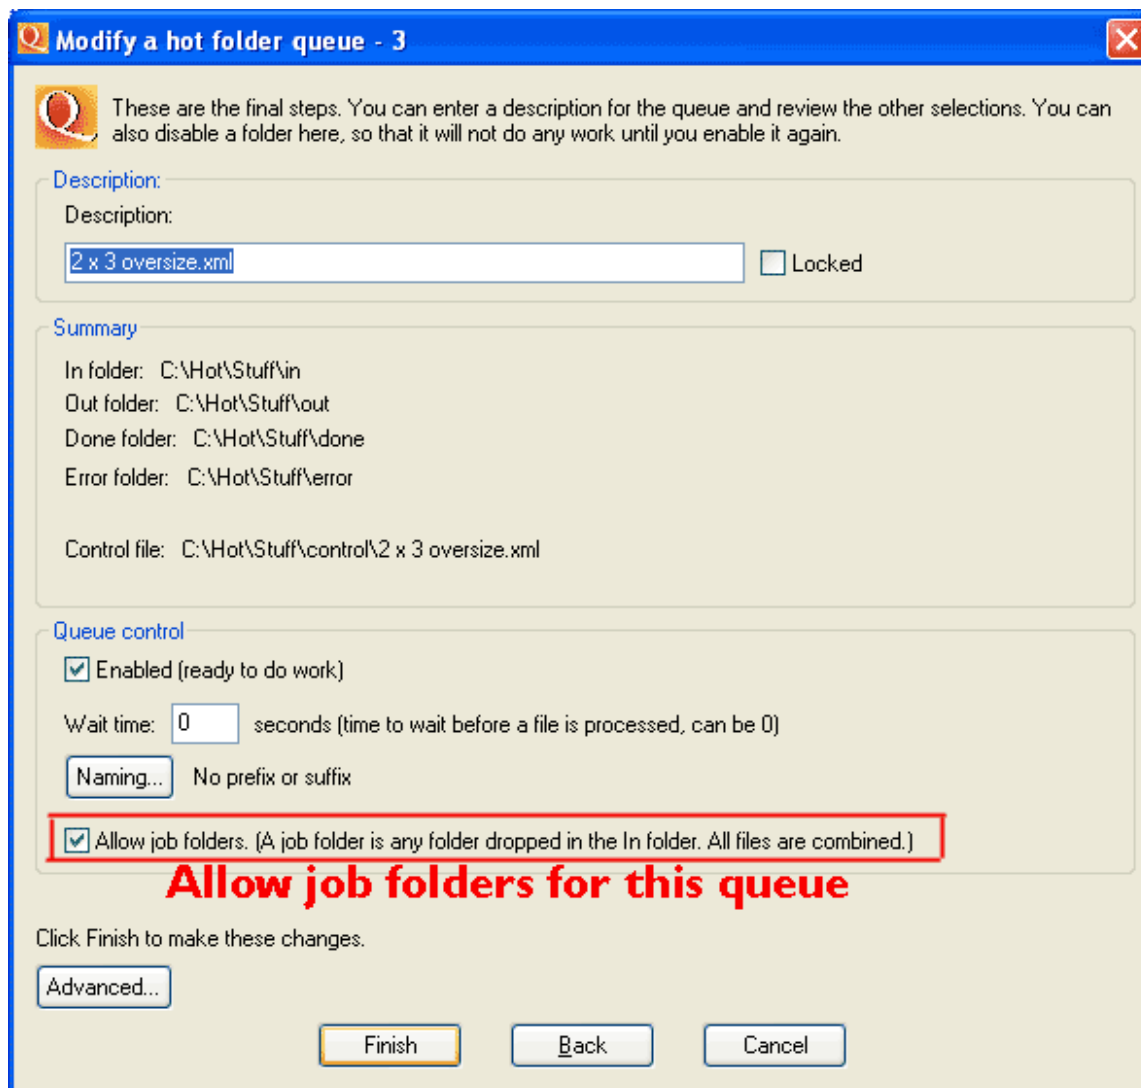 Modify a hot folder queue - 3
These are the final steps. You can enter a description for the queue and review the other selections. You can
also disable a folder here, so that it will not do any work until you enable it again.
Description:
Description:
2 x 3 oversize.xml
Locked
Summary
In folder: C:\Hot\Stuff\in
Out folder: C:\Hot\Stuff\out
Done folder: C:\Hot\Stuff\done
Error folder: C:\Hot\Stuff\error
Control file: C:\Hot\Stuff\control\2 x 3 oversize.xml
Queue control
Enabled (ready to do work)
Wait time: 0 seconds (time to wait before a file is processed, can be 0)
Naming... No prefix or suffix
Allow job folders. (A job folder is any folder dropped in the In folder. All files are combined.)
Allow job folders for this queue
Click Finish to make these changes.
Advanced...
Finish Back Cancel